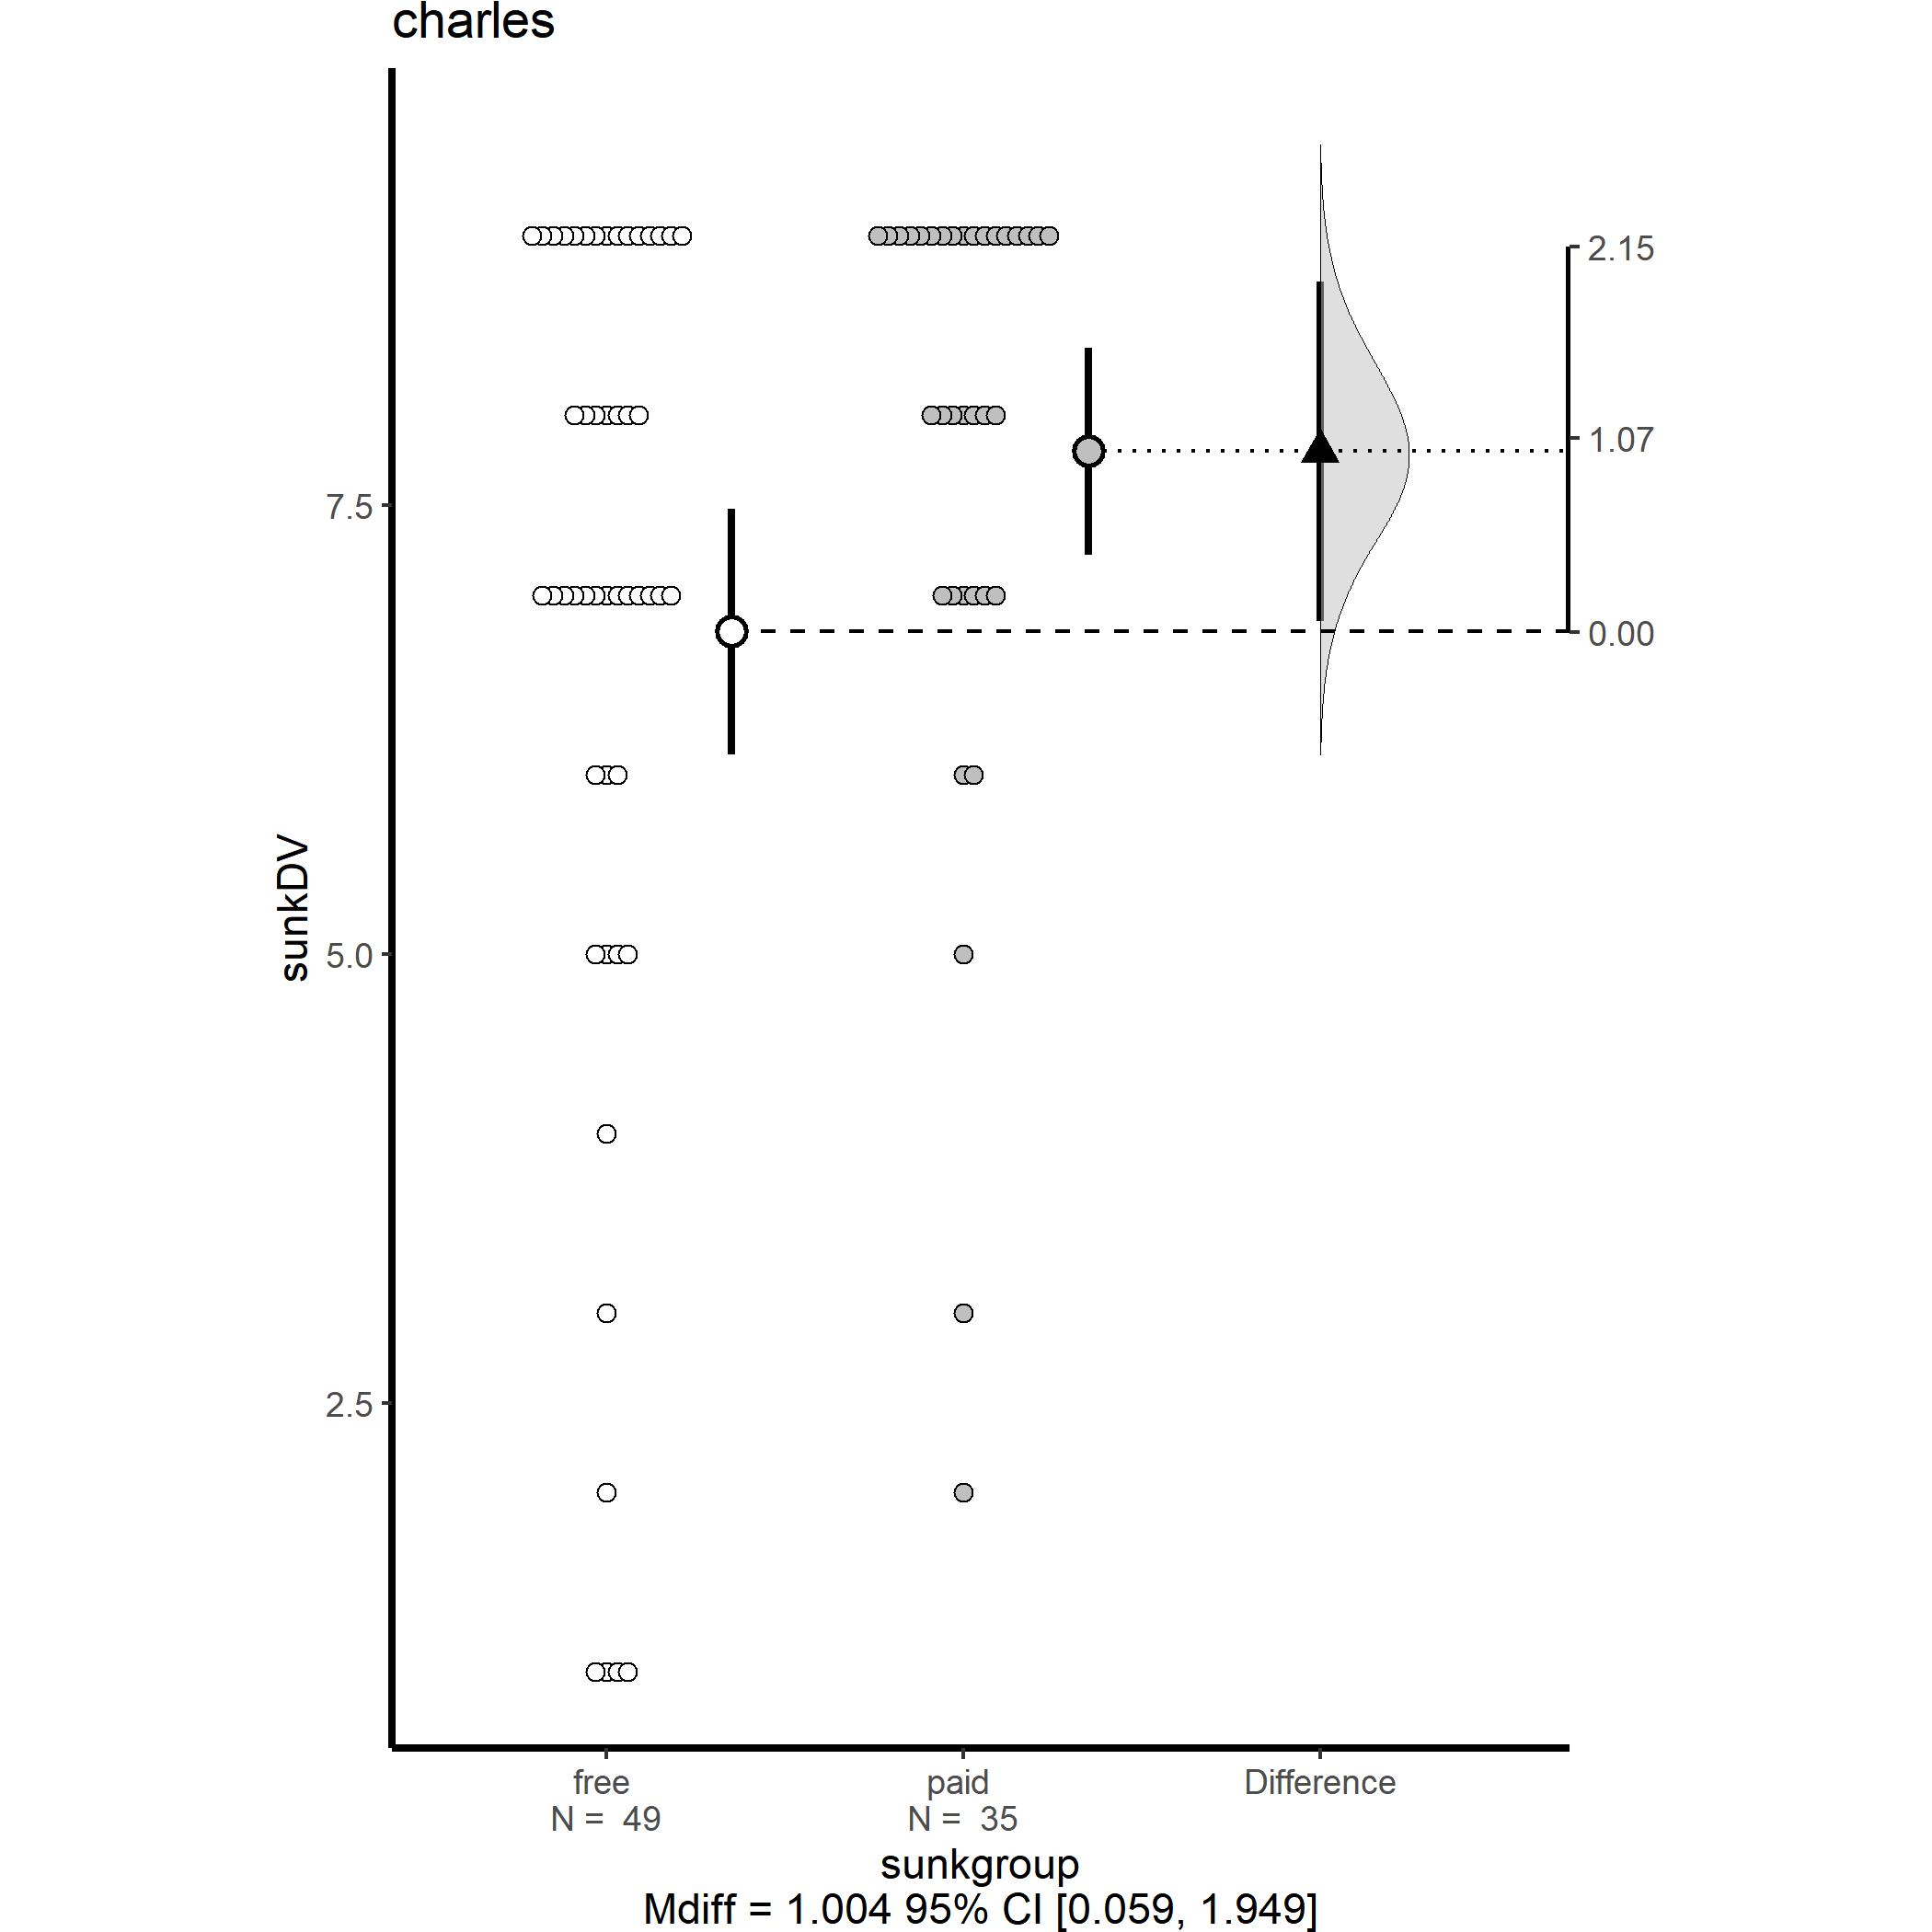 charles
2.15
1.07
0.00
7.5
5.0
2.5
sunkDV
free
N =  49
paid
N =  35
Difference
sunkgroup
Mdiff = 1.004 95% CI [0.059, 1.949]